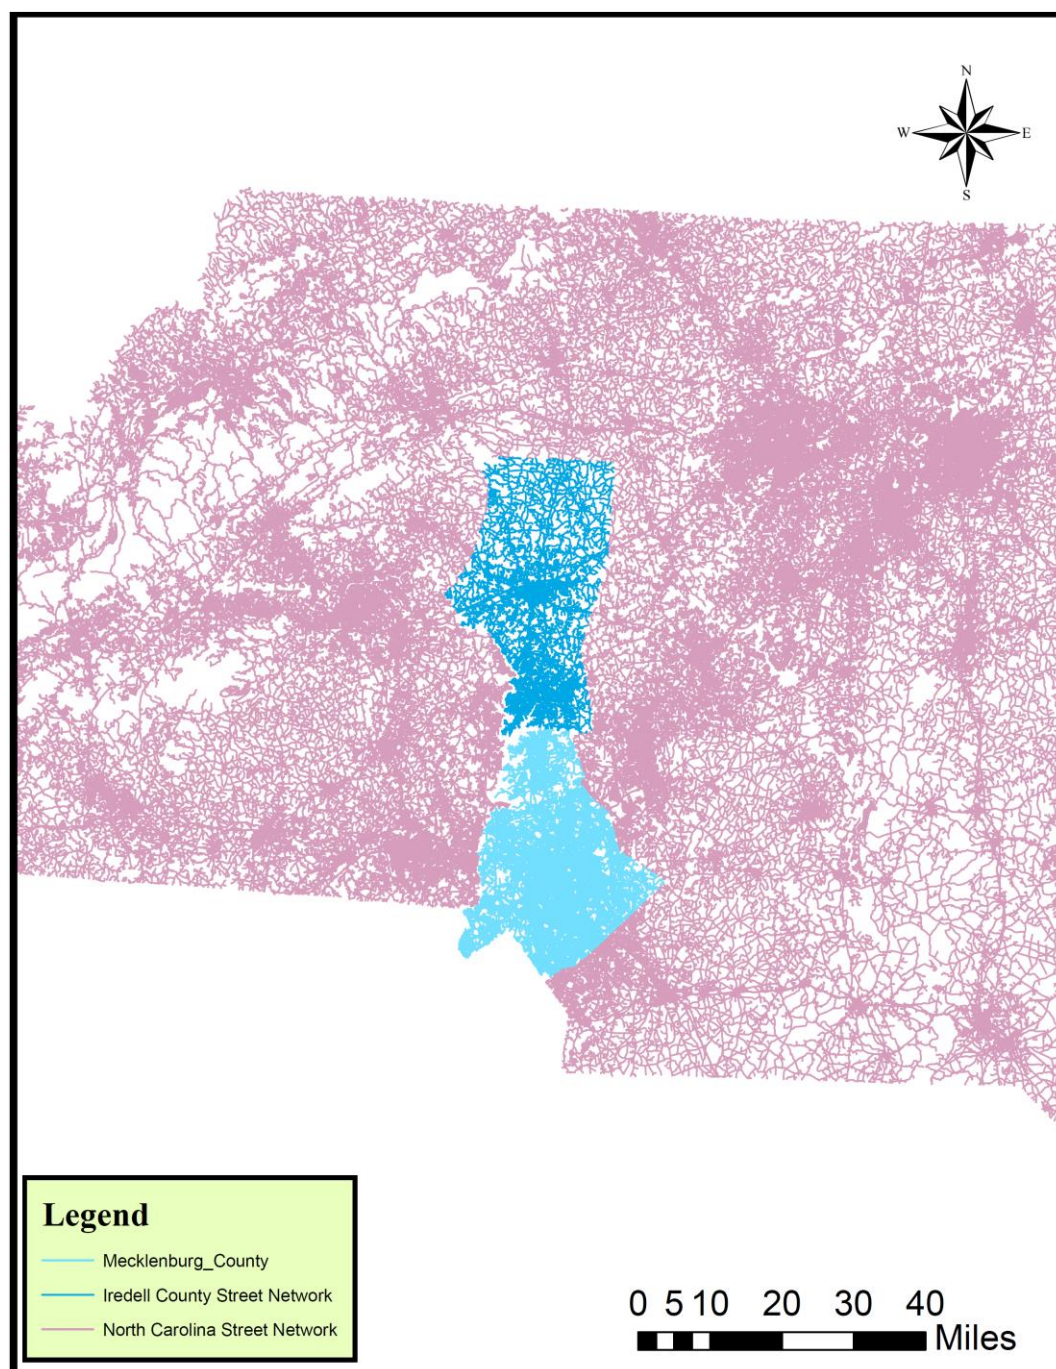 N
W E
S
Legend
Mecklenburg_County
Iredell County Street Network
North Carolina Street Network
0 5 10 20 30 40
Miles